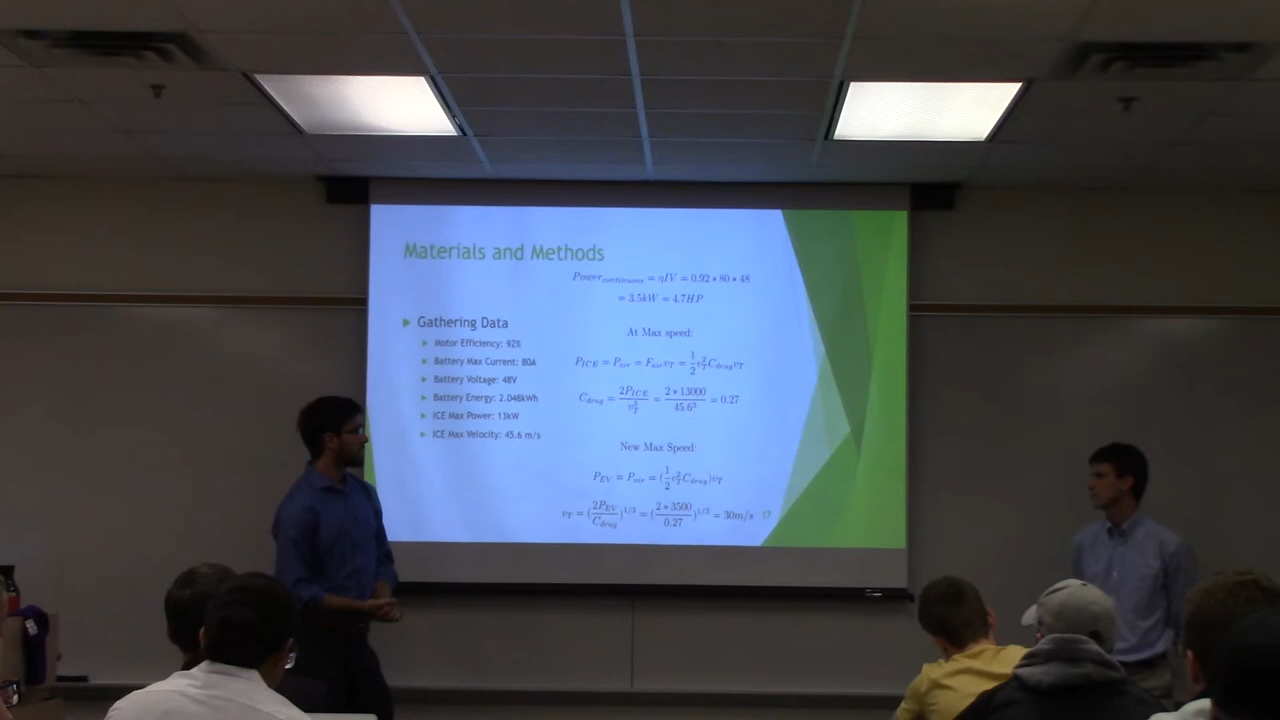 Materials and Methods
Power_continuous = ηIV = 0.92 * 80 * 48
= 3.5kW = 4.7HP
Gathering Data
Motor Efficiency: 92%
Battery Max Current: 80A
Battery Voltage: 48V
Battery Energy: 2.048kWh
ICE Max Power: 13kW
ICE Max Velocity: 45.6 m/s
At Max speed:
P_ICE = P_air = F_air v_T = 1/2 v_T^2 C_drag v_T
C_drag = 2P_ICE / v_T^3 = 2 * 13000 / 45.6^3 = 0.27
New Max Speed:
P_EV = P_air = (1/2 v_T^2 C_drag)v_T
v_T = (2P_EV / C_drag)^1/3 = (2 * 3500 / 0.27)^1/3 = 30m/s
17